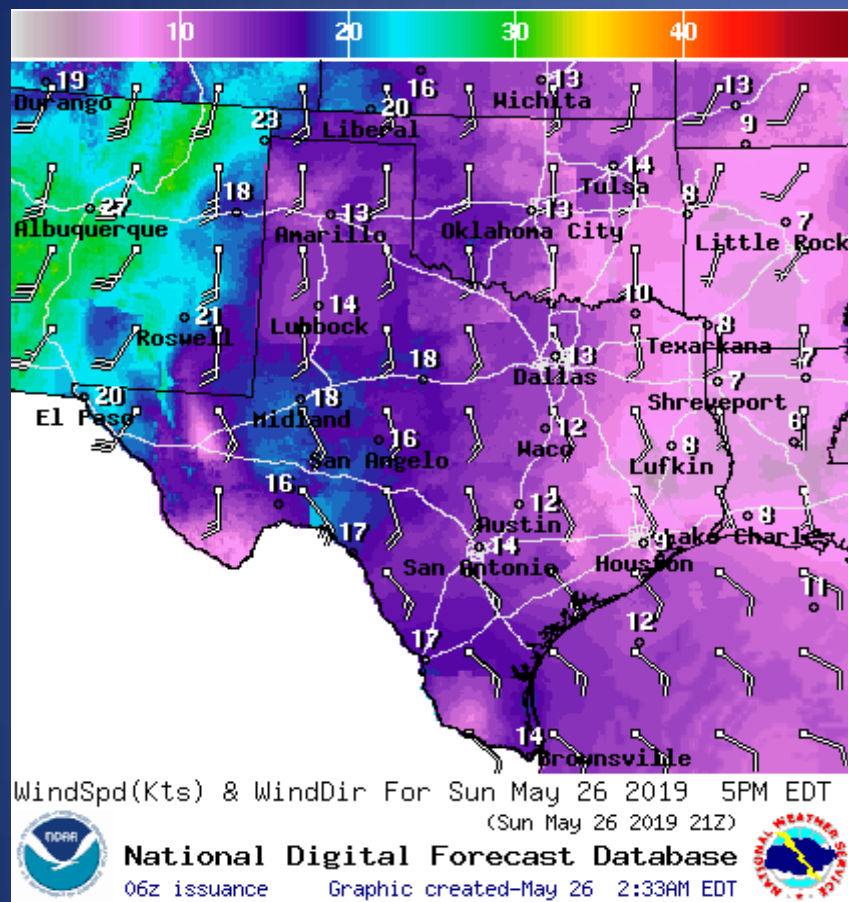 10 20 30 40
19 16 13 13
Durango Wichita
20
23 Liberal 9
14
Tulsa
18 8
27 13 13 7
Albuquerque Amarillo Oklahoma City Little Rock
14 10
21 Lubbock 8
Roswell Texarkana
18 13 7
Dallas 7
20 18 Shreveport
El Paso Midland
16 12 8 6
San Angelo Waco Lufkin
16 12 8
Austin Lake Charles
17 14 9
San Antonio Houston
11
12
17
14
Brownsville
WindSpd(Kts) & WindDir For Sun May 26 2019 5PM EDT
(Sun May 26 2019 21Z)
National Digital Forecast Database
06z issuance Graphic created-May 26 2:33AM EDT
NOAA
NATIONAL WEATHER SERVICE